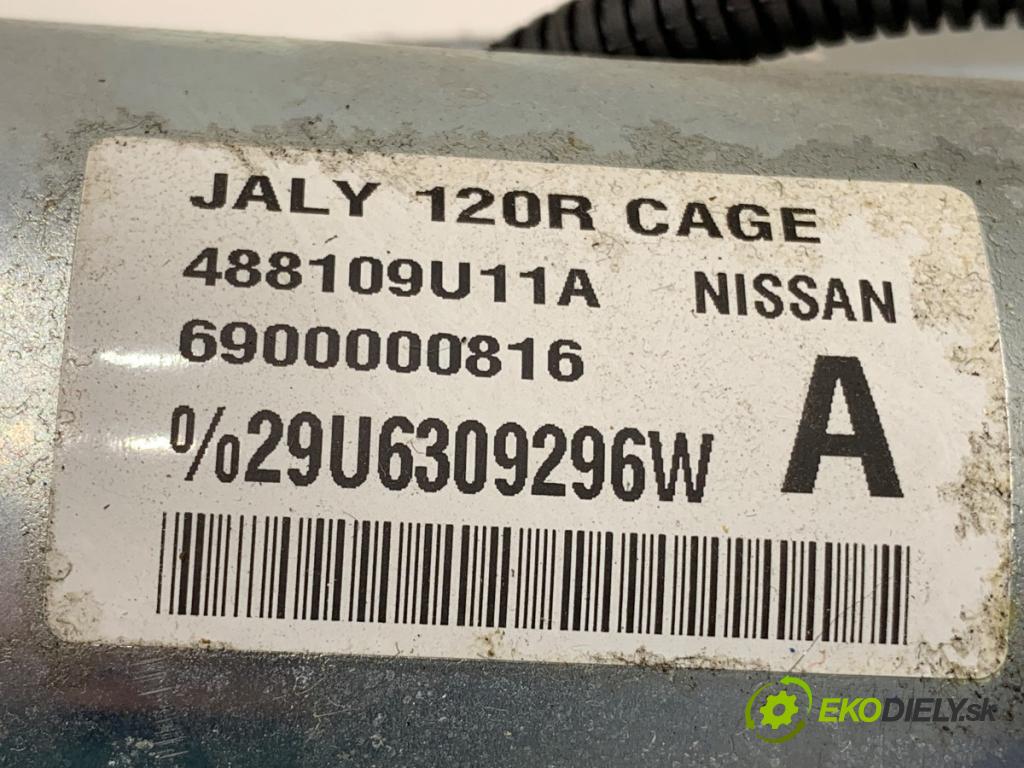 JALY 120R CAGE
488109U11A NISSAN
6900000816
%29U6309296W A
EKODIELY.sk